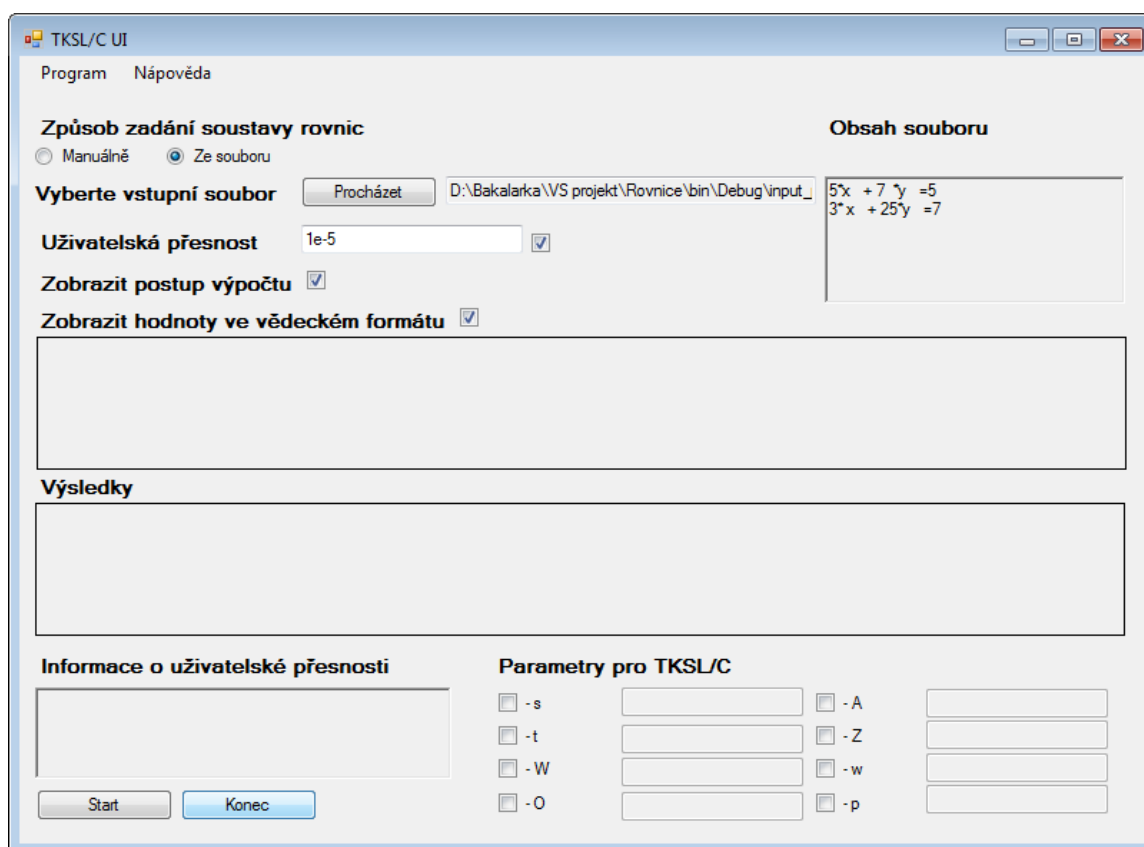 TKSL/C UI
Program Nápověda
Způsob zadání soustavy rovnic
Obsah souboru
Manuálně Ze souboru
Vyberte vstupní soubor Procházet D:\Bakalarka\VS projekt\Rovnice\bin\Debug\input_
5*x + 7 *y =5
3* x + 25*y =7
Uživatelská přesnost 1e-5
Zobrazit postup výpočtu
Zobrazit hodnoty ve vědeckém formátu
Výsledky
Informace o uživatelské přesnosti
Parametry pro TKSL/C
- s - A
- t - Z
- W - w
- O - p
Start Konec